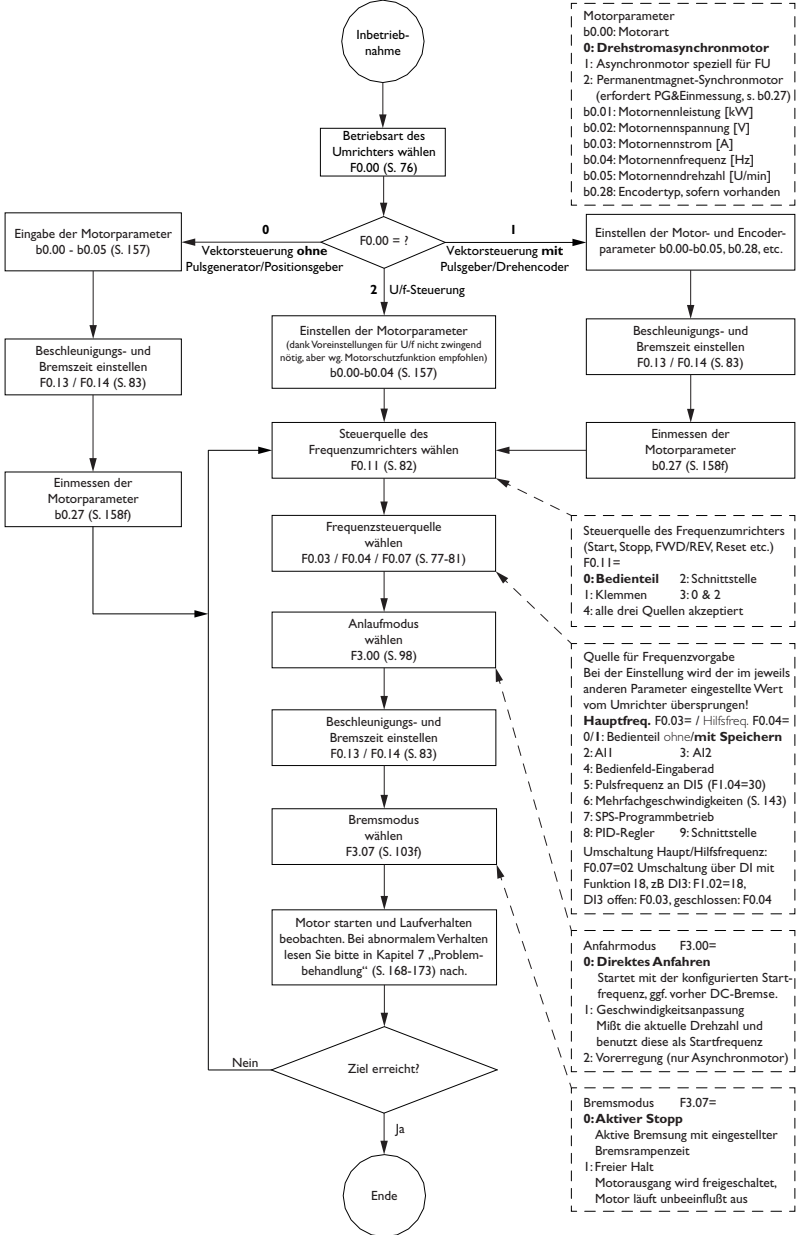 Inbetrieb-
nahme
Motorparameter
b0.00: Motorart
0: Drehstromasynchronmotor
1: Asynchronmotor speziell für FU
2: Permanentmagnet-Synchronmotor
(erfordert PG&Einmessung, s. b0.27)
b0.01: Motornennleistung [kW]
b0.02: Motornennspannung [V]
b0.03: Motornennstrom [A]
b0.04: Motornennfrequenz [Hz]
b0.05: Motornenndrehzahl [U/min]
b0.28: Encodertyp, sofern vorhanden
Betriebsart des
Umrichters wählen
F0.00 (S. 76)
F0.00 = ?
0
Vektorsteuerung ohne
Pulsgenerator/Positionsgeber
1
Vektorsteuerung mit
Pulsgeber/Drehencoder
2 U/f-Steuerung
Eingabe der Motorparameter
b0.00 - b0.05 (S. 157)
Einstellen der Motor- und Encoder-
parameter b0.00-b0.05, b0.28, etc.
Beschleunigungs- und
Bremszeit einstellen
F0.13 / F0.14 (S. 83)
Einstellen der Motorparameter
(dank Voreinstellungen für U/f nicht zwingend
nötig, aber wg. Motorschutzfunktion empfohlen)
b0.00-b0.04 (S. 157)
Beschleunigungs- und
Bremszeit einstellen
F0.13 / F0.14 (S. 83)
Einmessen der
Motorparameter
b0.27 (S. 158f)
Steuerquelle des
Frequenzumrichters wählen
F0.11 (S. 82)
Einmessen der
Motorparameter
b0.27 (S. 158f)
Frequenzsteuerquelle
wählen
F0.03 / F0.04 / F0.07 (S. 77-81)
Steuerquelle des Frequenzumrichters
(Start, Stopp, FWD/REV, Reset etc.)
F0.11=
0: Bedienteil 2: Schnittstelle
1: Klemmen 3: 0 & 2
4: alle drei Quellen akzeptiert
Anlaufmodus
wählen
F3.00 (S. 98)
Quelle für Frequenzvorgabe
Bei der Einstellung wird der im jeweils
anderen Parameter eingestellte Wert
vom Umrichter übersprungen!
Hauptfreq. F0.03= / Hilfsfreq. F0.04=
0/1: Bedienteil ohne/mit Speichern
2: AI1 3: AI2
4: Bedienfeld-Eingaberad
5: Pulsfrequenz an DI5 (F1.04=30)
6: Mehrfachgeschwindigkeiten (S. 143)
7: SPS-Programmbetrieb
8: PID-Regler 9: Schnittstelle
Umschaltung Haupt/Hilfsfrequenz:
F0.07=02 Umschaltung über DI mit
Funktion 18, zB DI3: F1.02=18,
DI3 offen: F0.03, geschlossen: F0.04
Beschleunigungs- und
Bremszeit einstellen
F0.13 / F0.14 (S. 83)
Bremsmodus
wählen
F3.07 (S. 103f)
Motor starten und Laufverhalten
beobachten. Bei abnormalem Verhalten
lesen Sie bitte in Kapitel 7 „Problem-
behandlung“ (S. 168-173) nach.
Anfahrmodus F3.00=
0: Direktes Anfahren
Startet mit der konfigurierten Start-
frequenz, ggf. vorher DC-Bremse.
1: Geschwindigkeitsanpassung
Mißt die aktuelle Drehzahl und
benutzt diese als Startfrequenz
2: Vorerregung (nur Asynchronmotor)
Nein
Ziel erreicht?
Ja
Ende
Bremsmodus F3.07=
0: Aktiver Stopp
Aktive Bremsung mit eingestellter
Bremsrampenzeit
1: Freier Halt
Motorausgang wird freigeschaltet,
Motor läuft unbeeinflußt aus